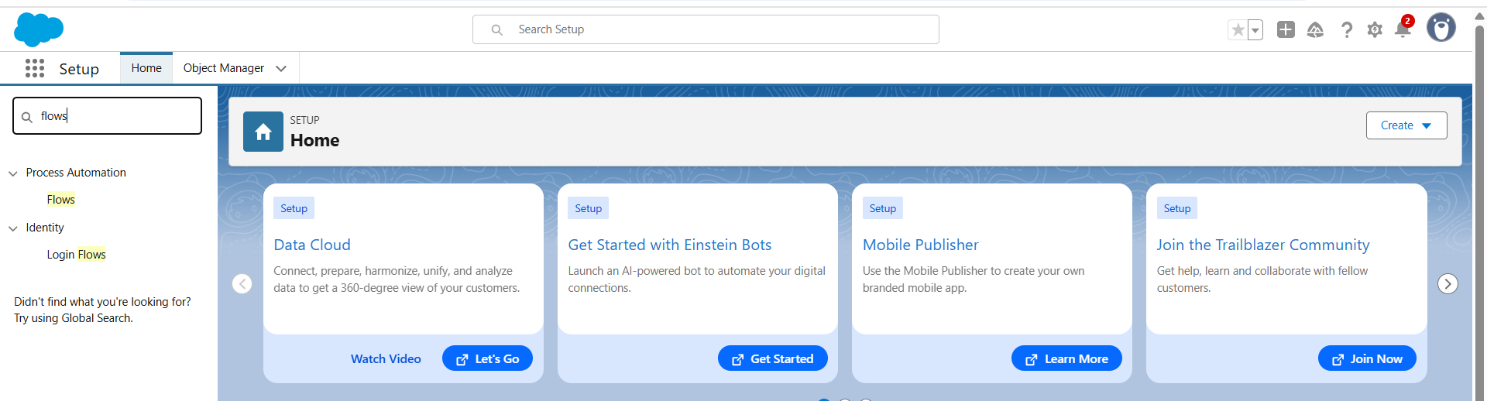 Search Setup
2
Setup
Home
Object Manager
flows
Process Automation
Flows
Identity
Login Flows
Didn't find what you're looking for?
Try using Global Search.
SETUP
Home
Create
Setup
Data Cloud
Connect, prepare, harmonize, unify, and analyze
data to get a 360-degree view of your customers.
Watch Video
Let's Go
Setup
Get Started with Einstein Bots
Launch an AI-powered bot to automate your digital
connections.
Get Started
Setup
Mobile Publisher
Use the Mobile Publisher to create your own
branded mobile app.
Learn More
Setup
Join the Trailblazer Community
Get help, learn and collaborate with fellow
customers.
Join Now